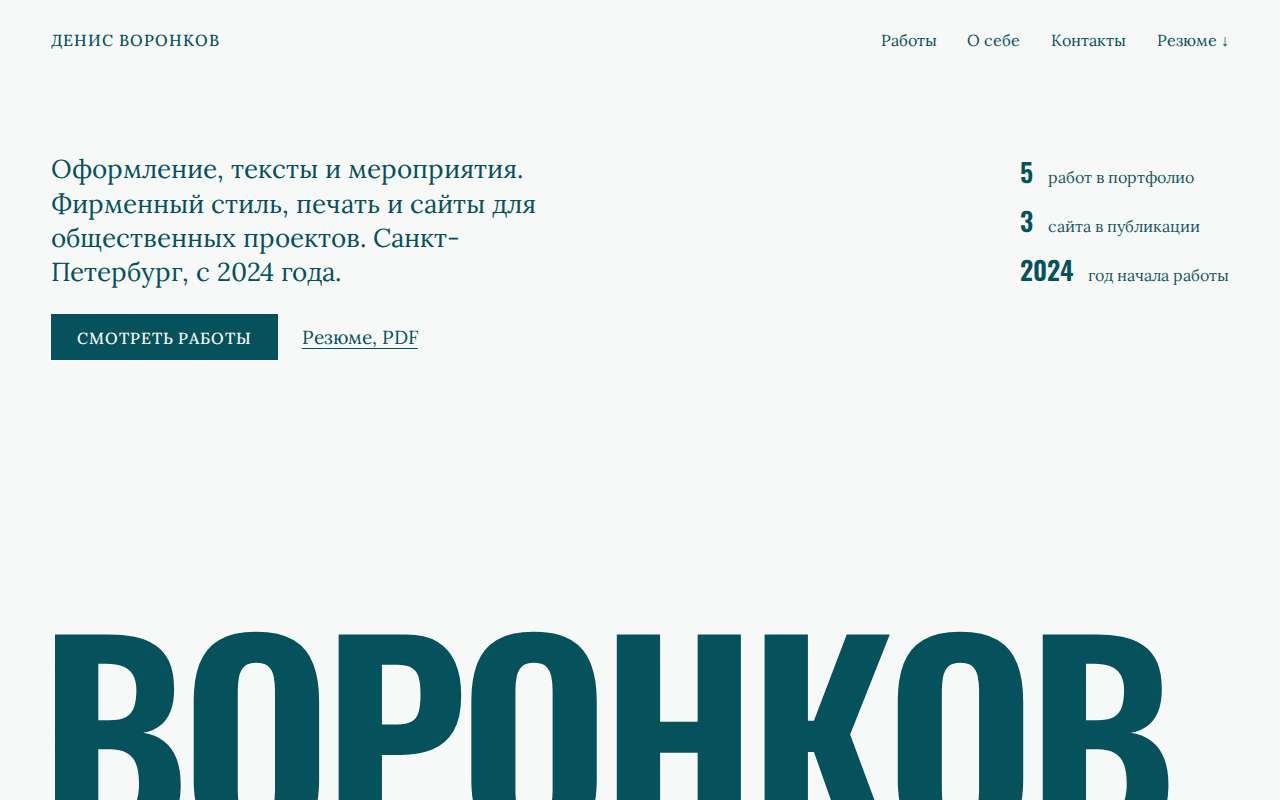 ДЕНИС ВОРОНКОВ
Работы
О себе
Контакты
Резюме ↓
Оформление, тексты и мероприятия.
Фирменный стиль, печать и сайты для
общественных проектов. Санкт-
Петербург, с 2024 года.
СМОТРЕТЬ РАБОТЫ
Резюме, PDF
5 работ в портфолио
3 сайта в публикации
2024 год начала работы
ВОРОНКОВ